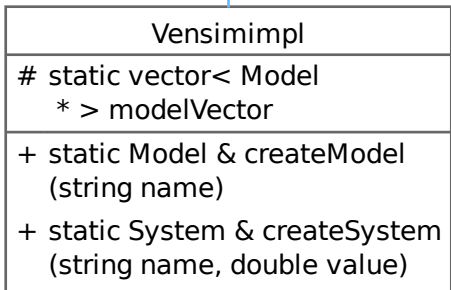 Vensimimpl
# static vector< Model
* > modelVector
+ static Model & createModel
(string name)
+ static System & createSystem
(string name, double value)